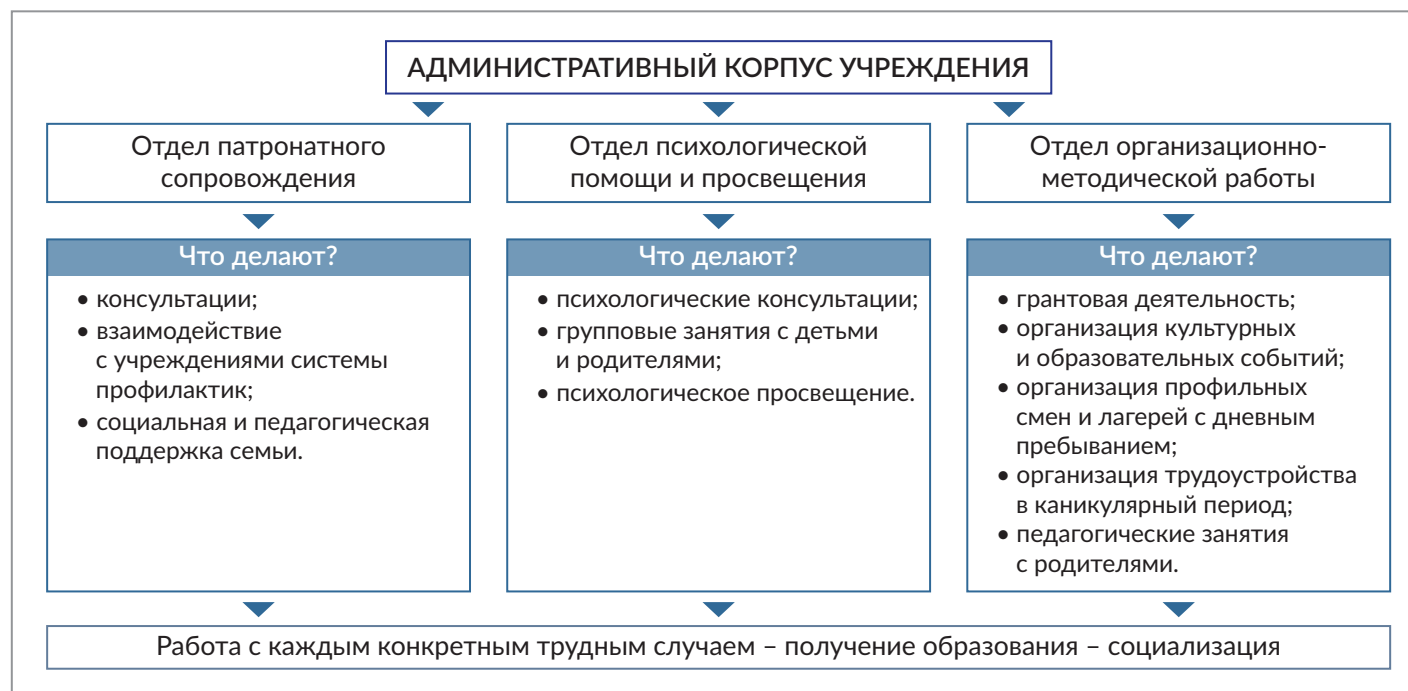 АДМИНИСТРАТИВНЫЙ КОРПУС УЧРЕЖДЕНИЯ
Отдел патронатного
сопровождения
Что делают?
• консультации;
• взаимодействие
с учреждениями системы
профилактик;
• социальная и педагогическая
поддержка семьи.
Отдел психологической
помощи и просвещения
Что делают?
• психологические консультации;
• групповые занятия с детьми
и родителями;
• психологическое просвещение.
Отдел организационно-
методической работы
Что делают?
• грантовая деятельность;
• организация культурных
и образовательных событий;
• организация профильных
смен и лагерей с дневным
пребыванием;
• организация трудоустройства
в каникулярный период;
• педагогические занятия
с родителями.
Работа с каждым конкретным трудным случаем – получение образования – социализация